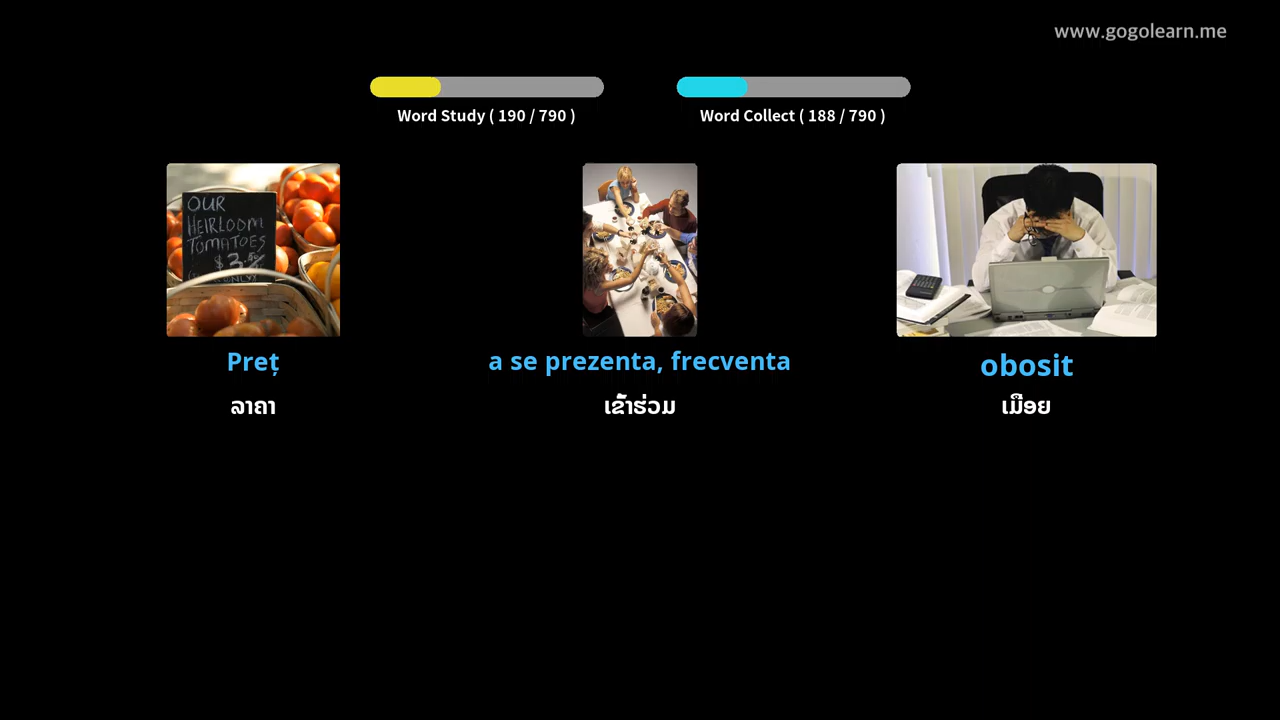 www.gogolearn.me
Word Study ( 190 / 790 )
Word Collect ( 188 / 790 )
OUR
HEIRLOOM
TOMATOES
Preț
a se prezenta, frecventa
obosit
ລາຄາ
ເຂົ້າຮ່ວມ
ເມື່ອຍ